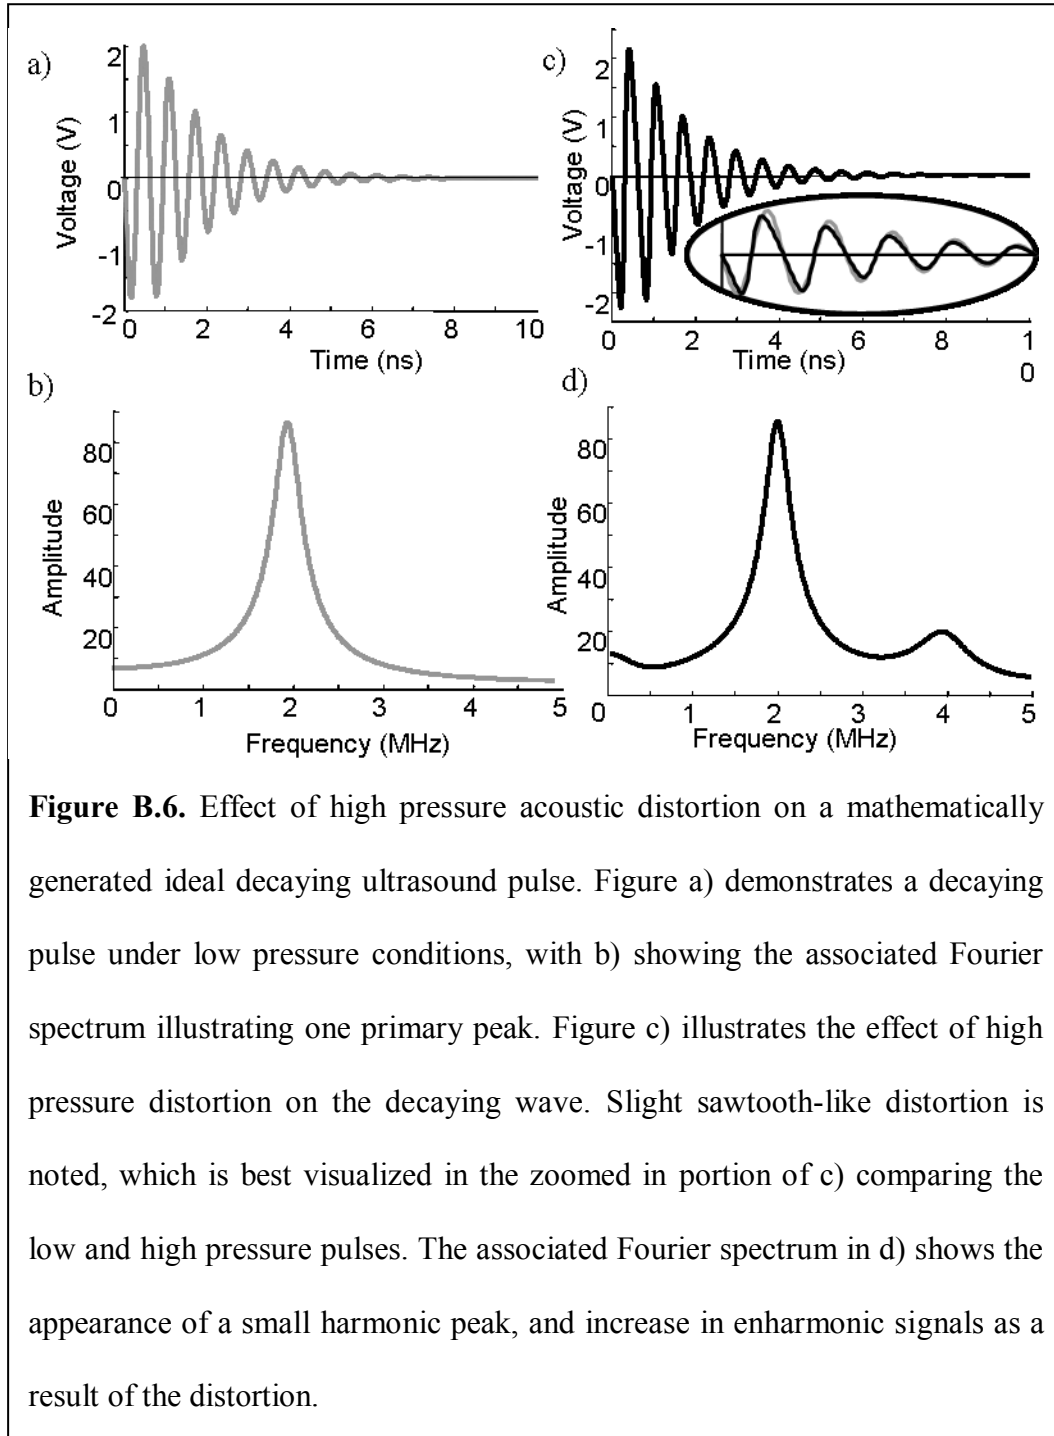 a)
2
1
0
-1
-2
Voltage (V)
0 2 4 6 8 10
Time (ns)
c)
2
1
0
-1
-2
Voltage (V)
0 2 4 6 8 1
0
Time (ns)
b)
80
60
40
20
Amplitude
0 1 2 3 4 5
Frequency (MHz)
d)
80
60
40
20
Amplitude
0 1 2 3 4 5
Frequency (MHz)
Figure B.6. Effect of high pressure acoustic distortion on a mathematically
generated ideal decaying ultrasound pulse. Figure a) demonstrates a decaying
pulse under low pressure conditions, with b) showing the associated Fourier
spectrum illustrating one primary peak. Figure c) illustrates the effect of high
pressure distortion on the decaying wave. Slight sawtooth-like distortion is
noted, which is best visualized in the zoomed in portion of c) comparing the
low and high pressure pulses. The associated Fourier spectrum in d) shows the
appearance of a small harmonic peak, and increase in enharmonic signals as a
result of the distortion.